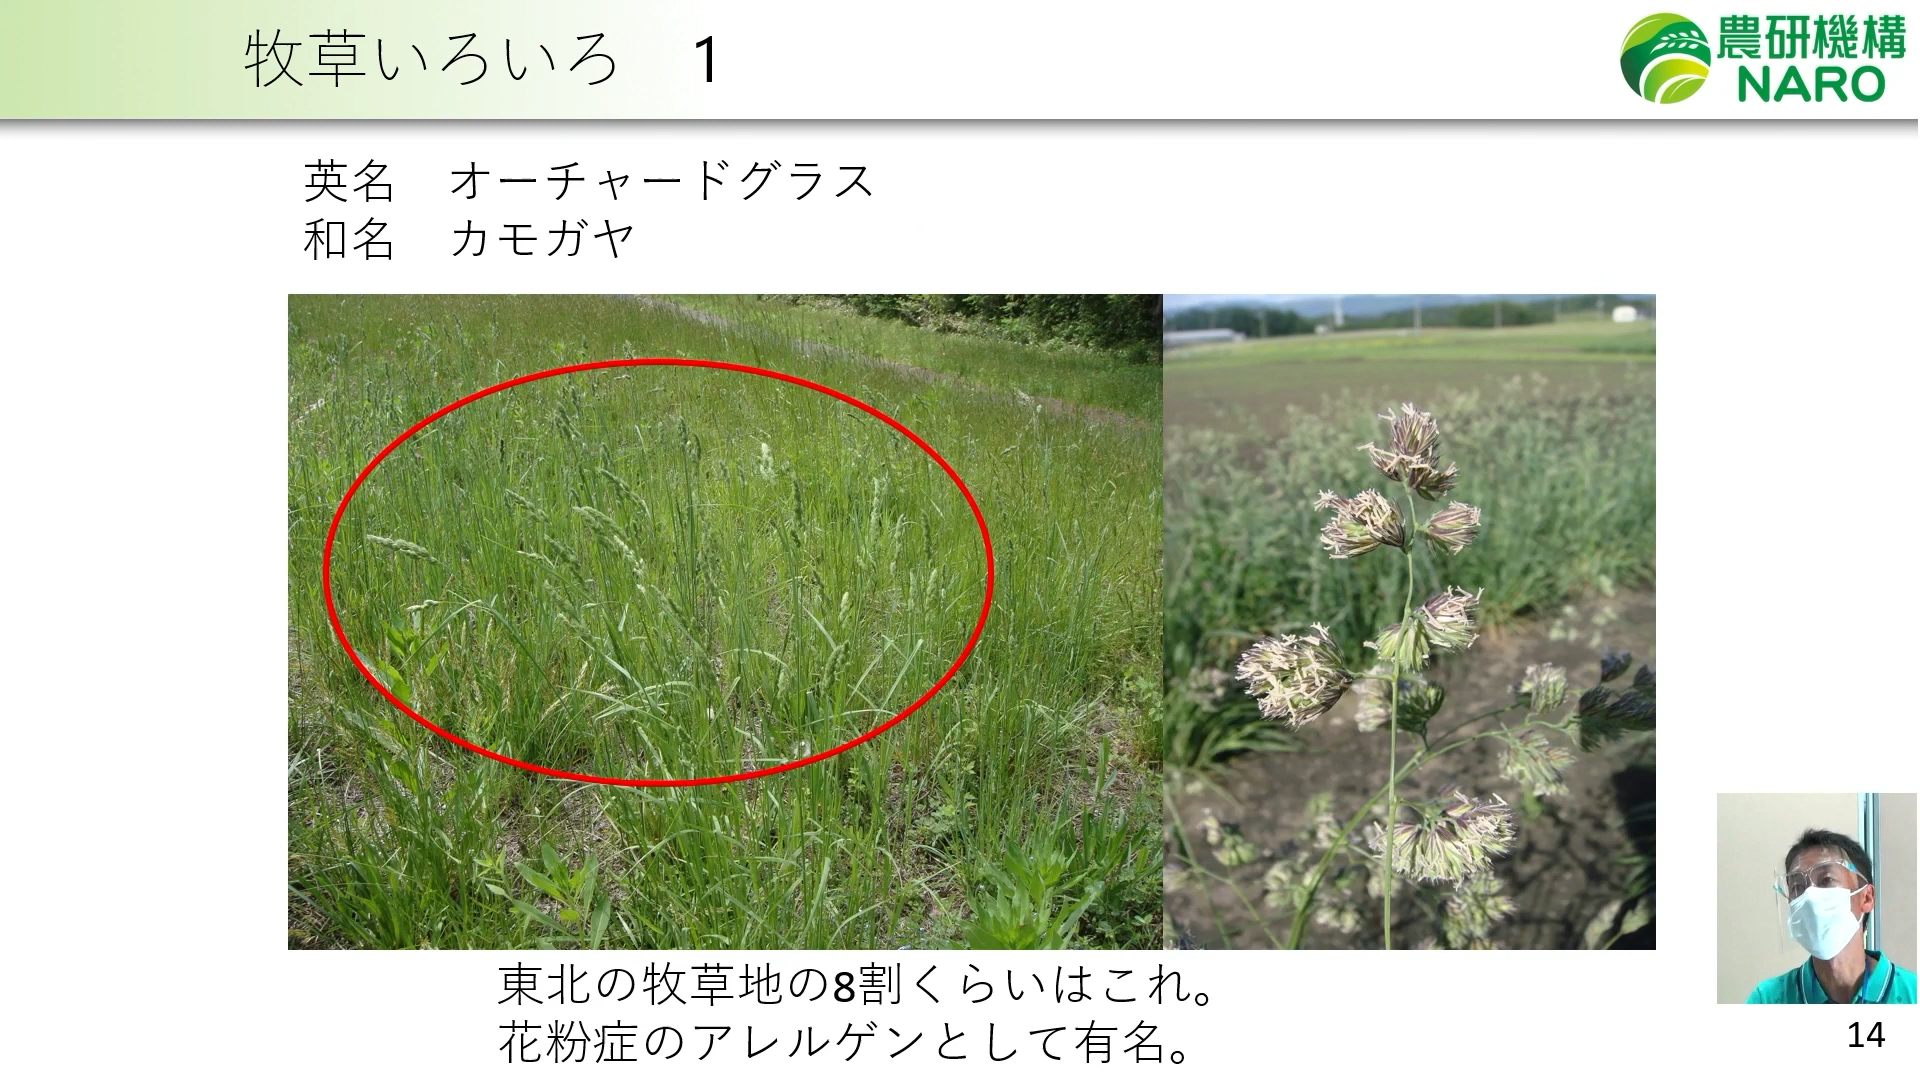 牧草いろいろ　1
農研機構
NARO
英名　オーチャードグラス
和名　カモガヤ
東北の牧草地の8割くらいはこれ。
花粉症のアレルゲンとして有名。
14